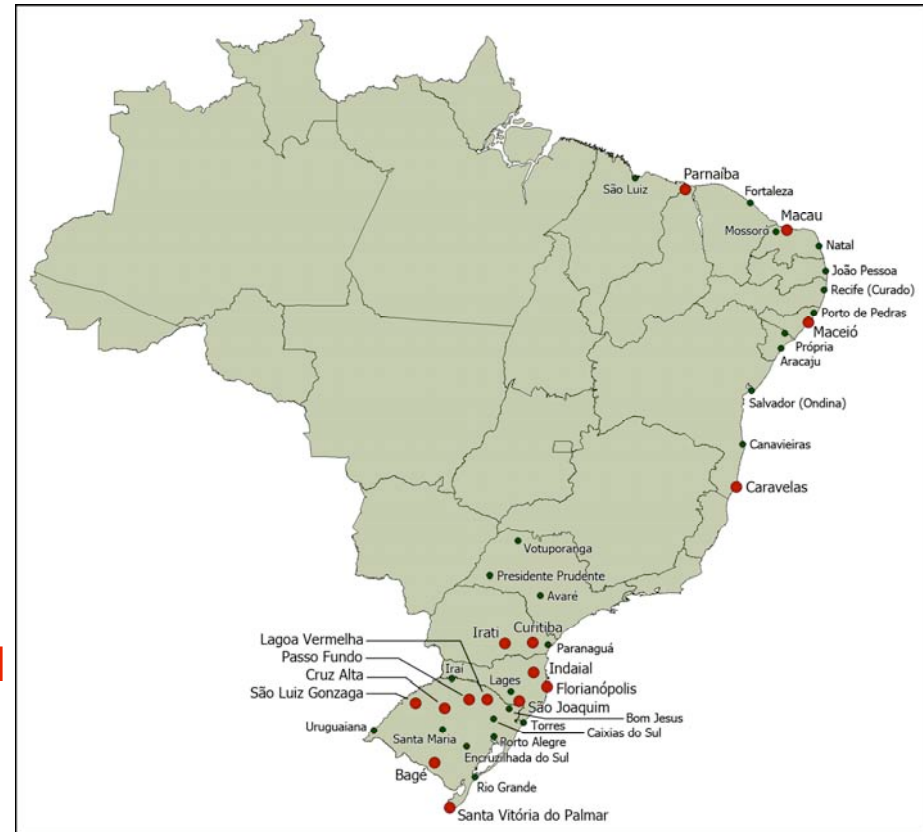 Parnaíba
São Luiz
Fortaleza
Macau
Mossoró
Natal
João Pessoa
Recife (Curado)
Porto de Pedras
Maceió
Própria
Aracaju
Salvador (Ondina)
Canavieiras
Caravelas
Votuporanga
Presidente Prudente
Avaré
Curitiba
Irati
Lagoa Vermelha
Paranaguá
Passo Fundo
Iraí
Indaial
Cruz Alta
Lages
Florianópolis
São Luiz Gonzaga
São Joaquim
Bom Jesus
Uruguaiana
Torres
Caixias do Sul
Santa Maria
Porto Alegre
Encruzilhada do Sul
Bagé
Rio Grande
Santa Vitória do Palmar